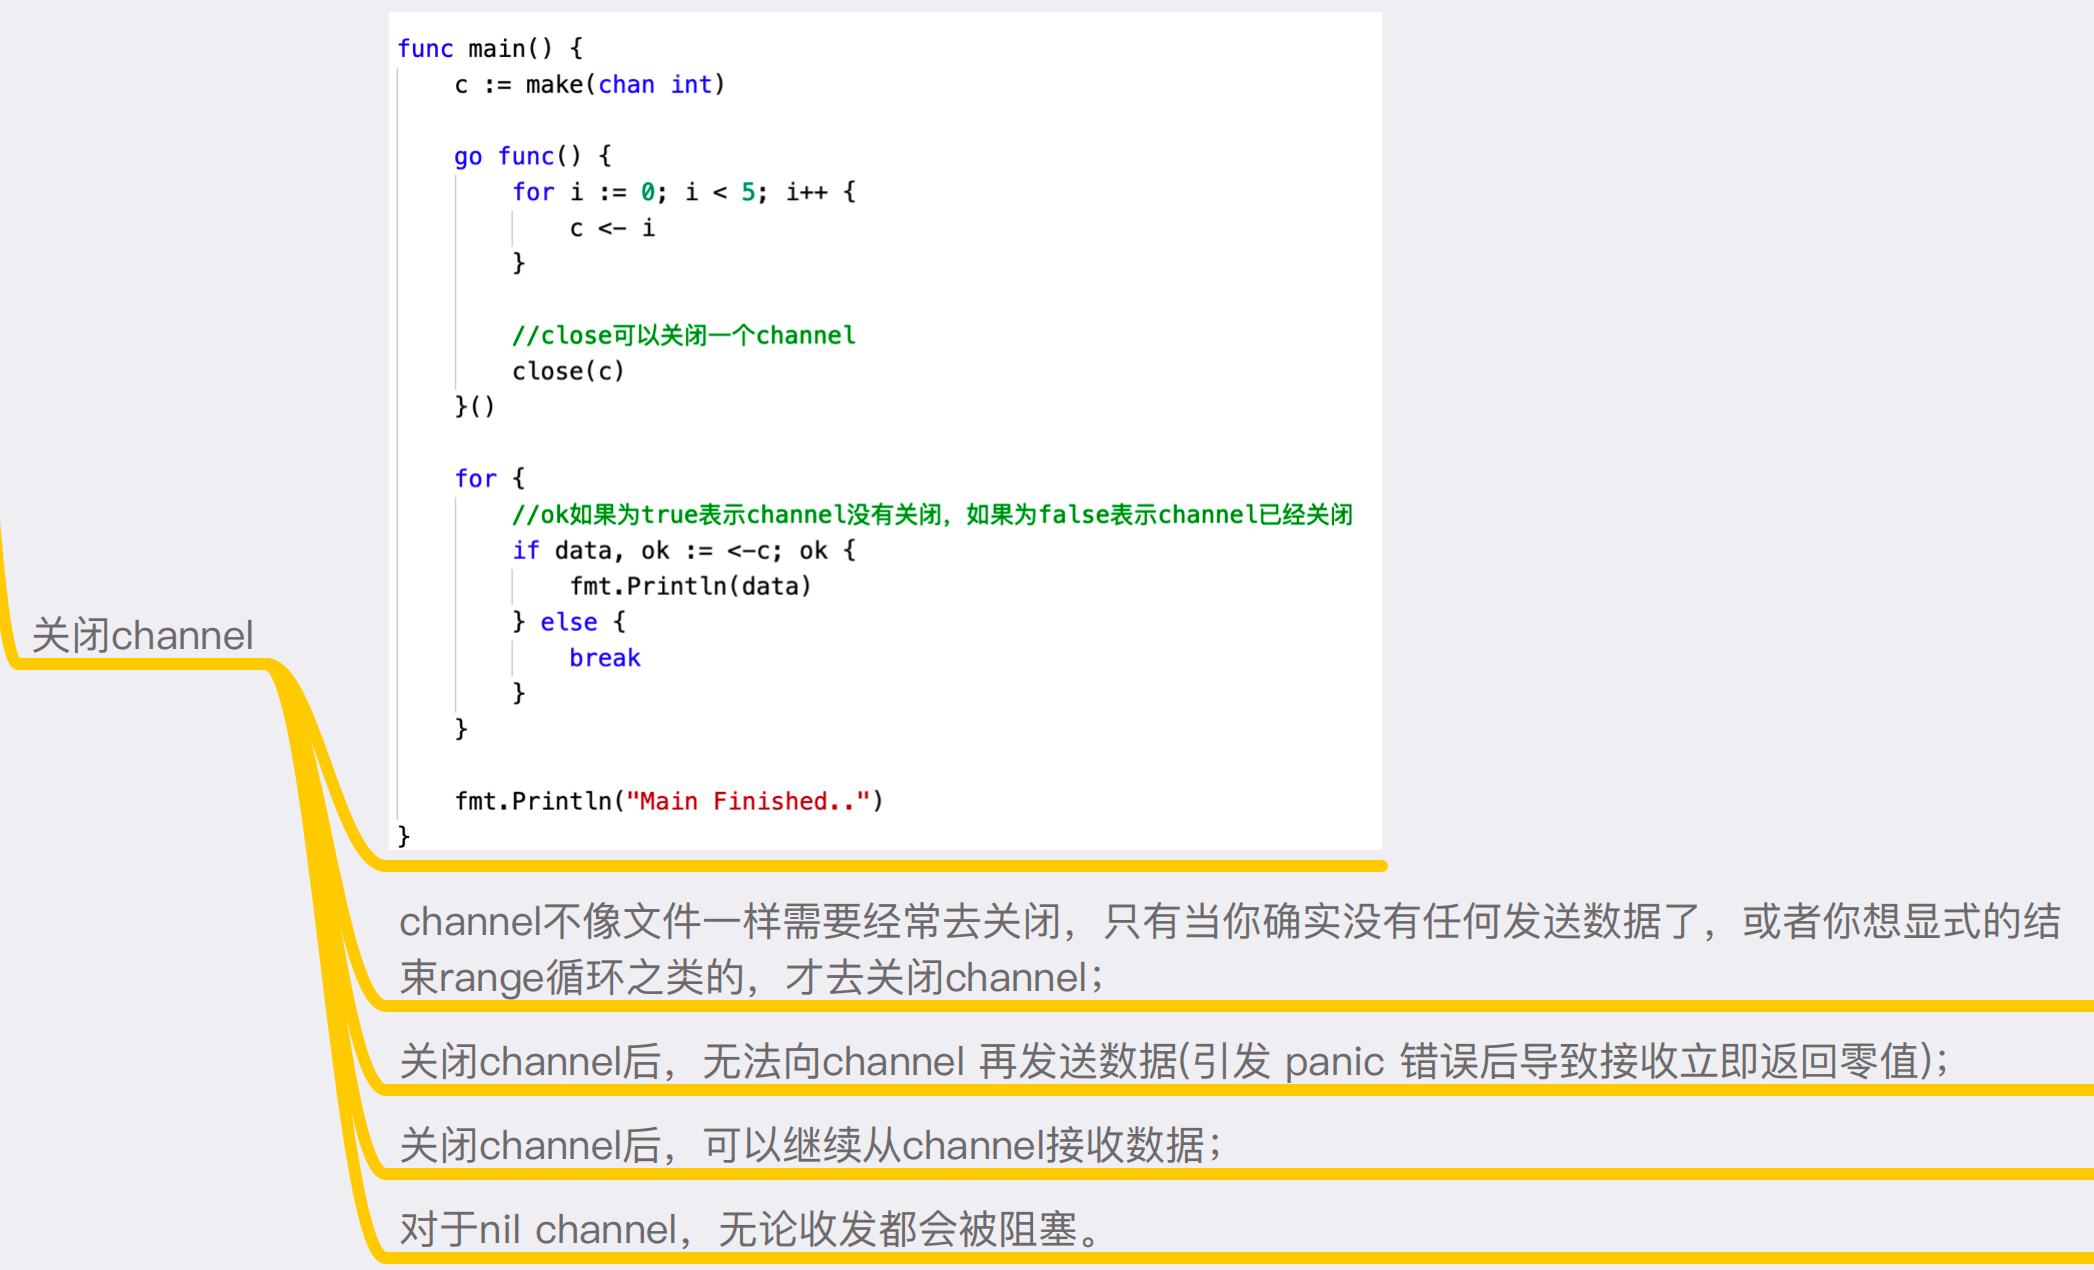 func main() {
    c := make(chan int)

    go func() {
        for i := 0; i < 5; i++ {
            c <- i
        }

        //close可以关闭一个channel
        close(c)
    }()

    for {
        //ok如果为true表示channel没有关闭，如果为false表示channel已经关闭
        if data, ok := <-c; ok {
            fmt.Println(data)
        } else {
            break
        }
    }

    fmt.Println("Main Finished..")
}
关闭channel
channel不像文件一样需要经常去关闭，只有当你确实没有任何发送数据了，或者你想显式的结
束range循环之类的，才去关闭channel；
关闭channel后，无法向channel 再发送数据(引发 panic 错误后导致接收立即返回零值)；
关闭channel后，可以继续从channel接收数据；
对于nil channel，无论收发都会被阻塞。